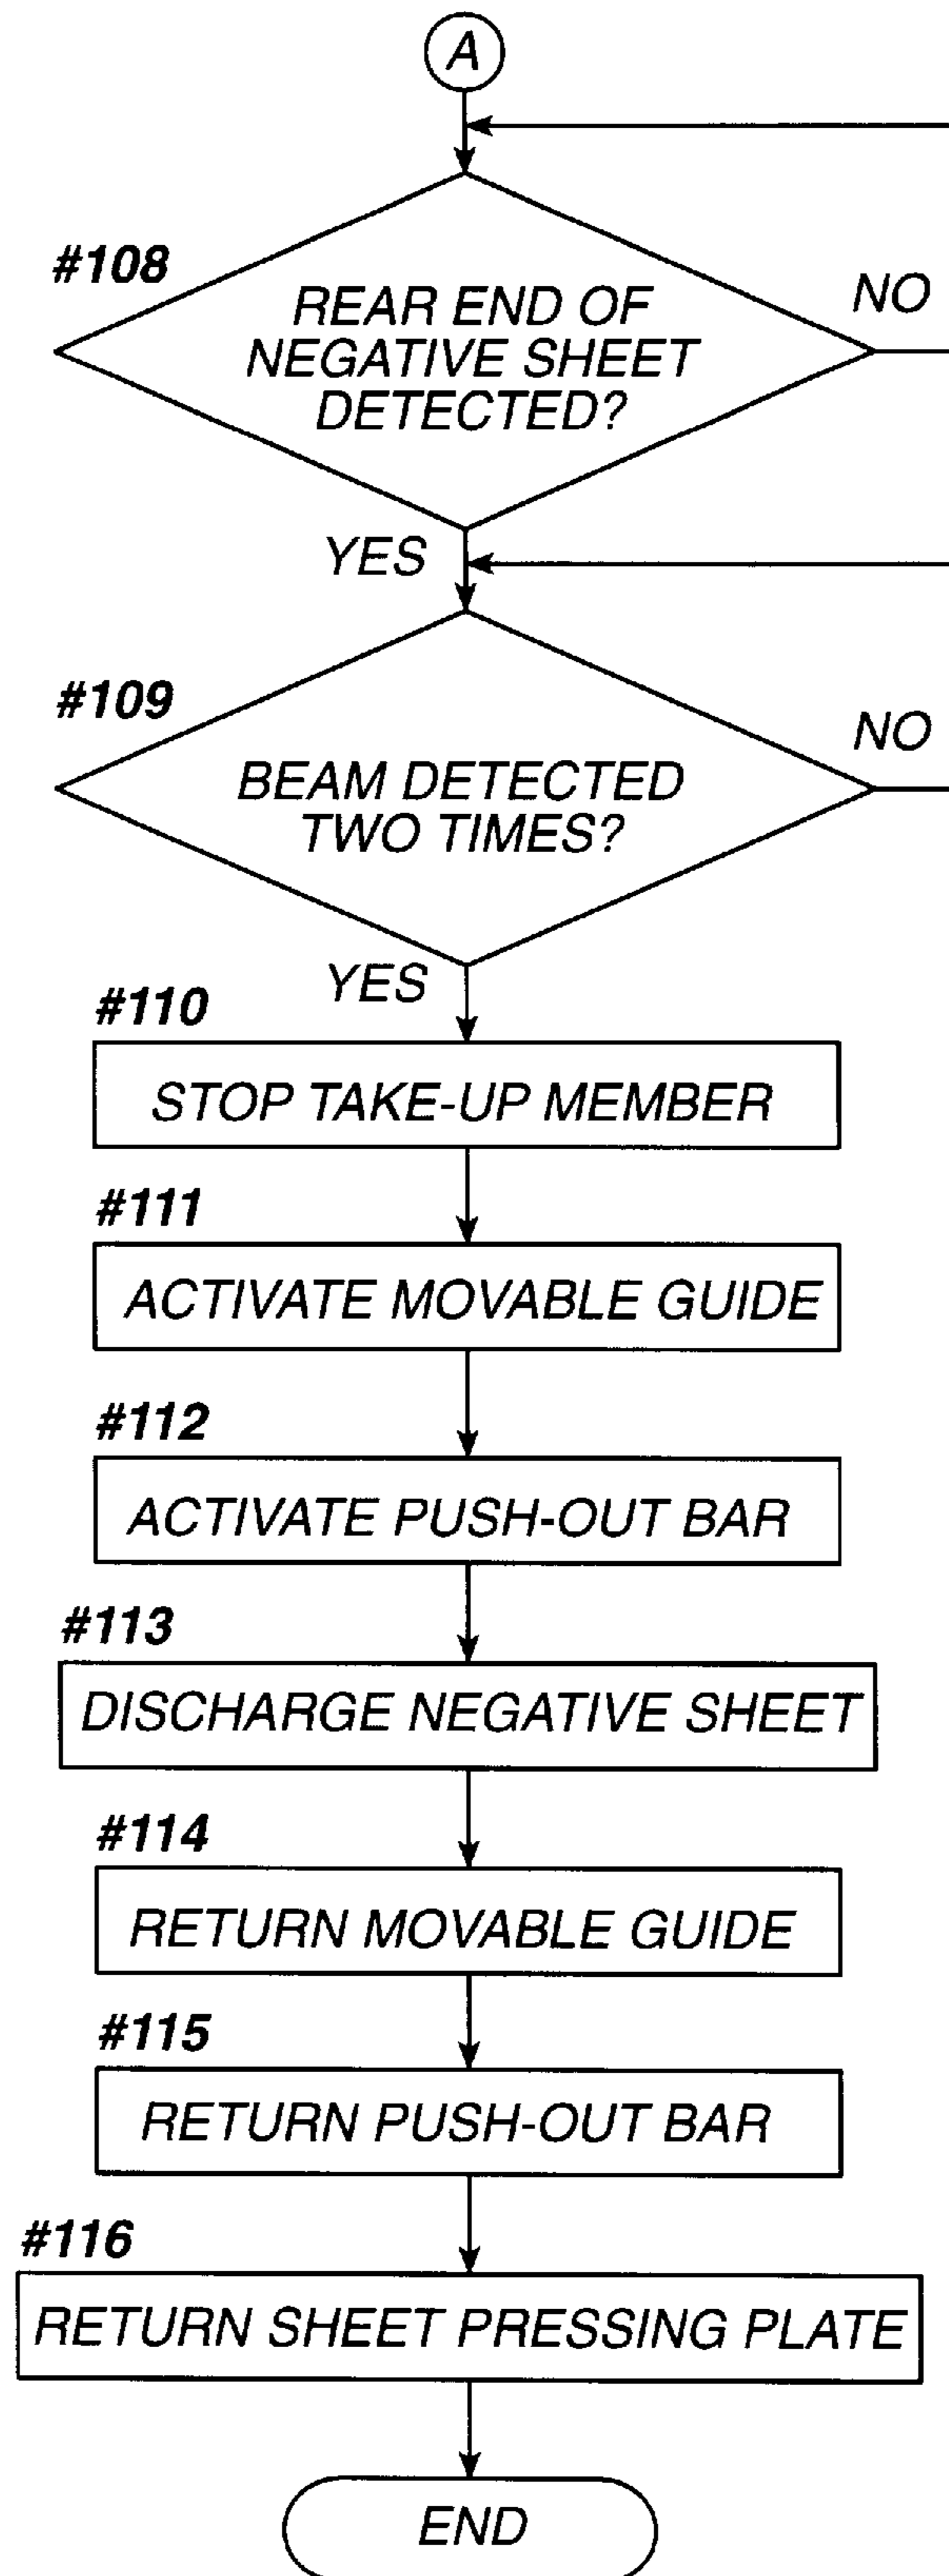 A
#108
REAR END OF
NEGATIVE SHEET
DETECTED?
NO
YES
#109
BEAM DETECTED
TWO TIMES?
NO
YES
#110
STOP TAKE-UP MEMBER
#111
ACTIVATE MOVABLE GUIDE
#112
ACTIVATE PUSH-OUT BAR
#113
DISCHARGE NEGATIVE SHEET
#114
RETURN MOVABLE GUIDE
#115
RETURN PUSH-OUT BAR
#116
RETURN SHEET PRESSING PLATE
END